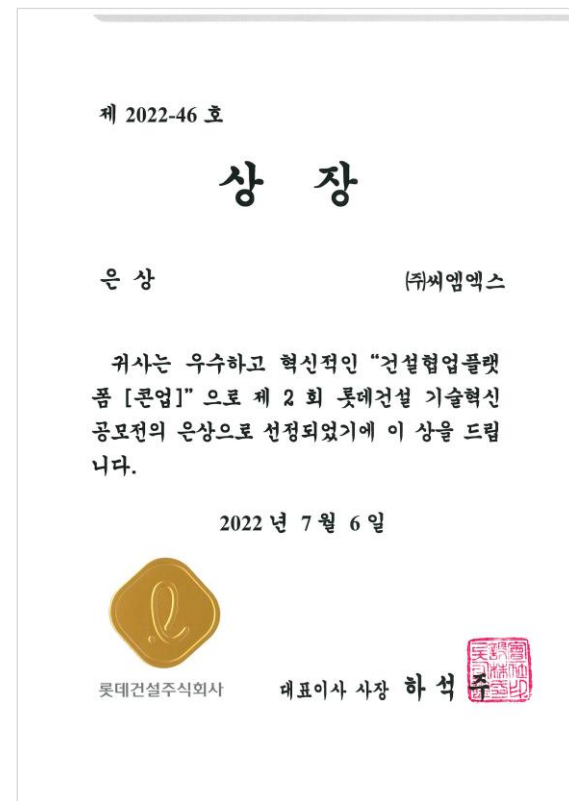 제 2022-46 호
상 장
은 상 ㈜씨엠엑스
귀사는 우수하고 혁신적인 “건설협업플랫
폼 [콘업]” 으로 제 2 회 롯데건설 기술혁신
공모전의 은상으로 선정되었기에 이 상을 드립
니다.
2022 년 7 월 6 일
롯데건설주식회사 대표이사 사장 하 석 주